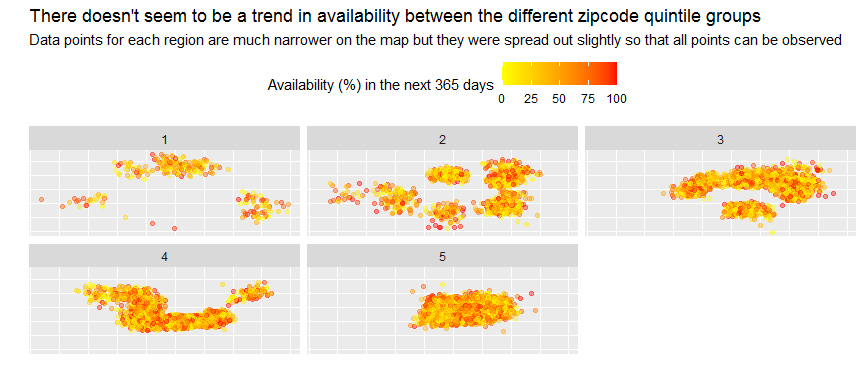 There doesn't seem to be a trend in availability between the different zipcode quintile groups
Data points for each region are much narrower on the map but they were spread out slightly so that all points can be observed
Availability (%) in the next 365 days
0 25 50 75 100
1 2 3
4 5